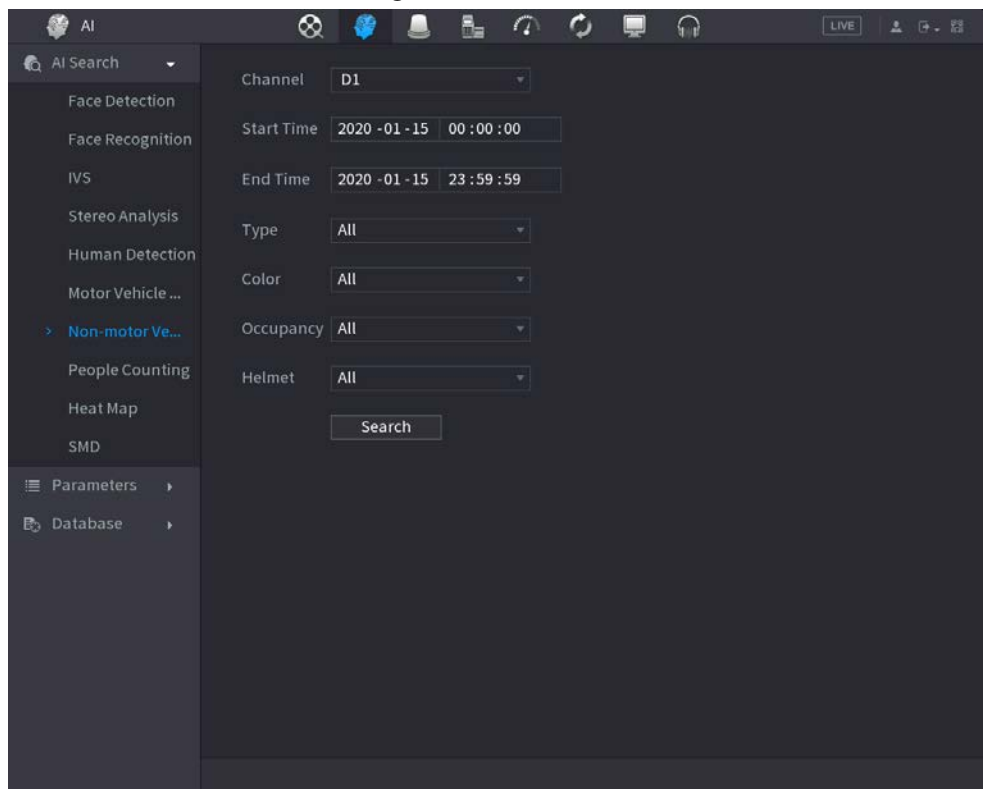 AI
LIVE
AI Search
Face Detection
Face Recognition
IVS
Stereo Analysis
Human Detection
Motor Vehicle ...
> Non-motor Ve...
People Counting
Heat Map
SMD
Parameters
Database
Channel D1
Start Time 2020 -01 -15 00 :00 :00
End Time 2020 -01 -15 23 :59 :59
Type All
Color All
Occupancy All
Helmet All
Search